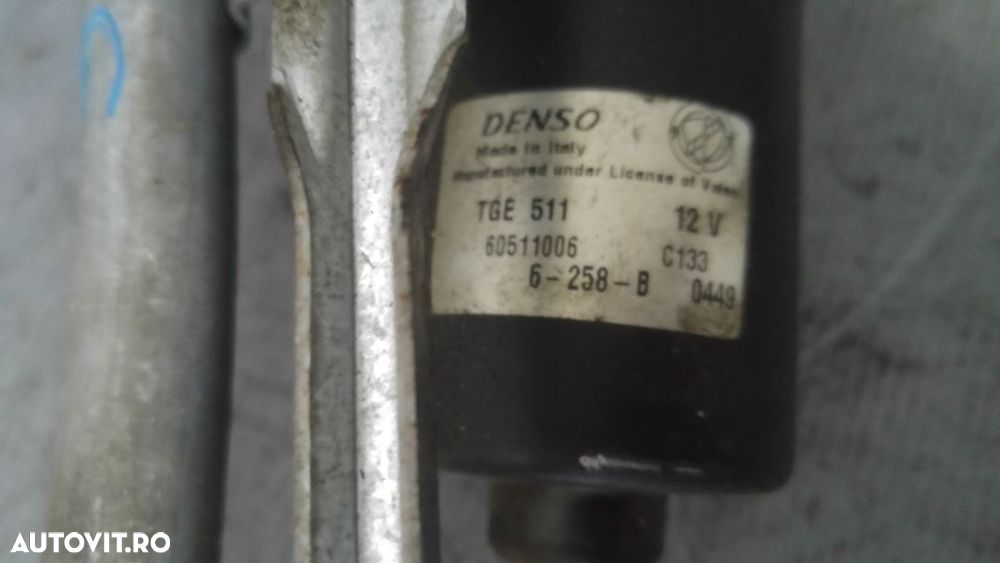 DENSO
Made in Italy
Manufactured under License of Valeo
TGE 511 12 V
60511006 C133
6-258-B 0449
AUTOVIT.RO